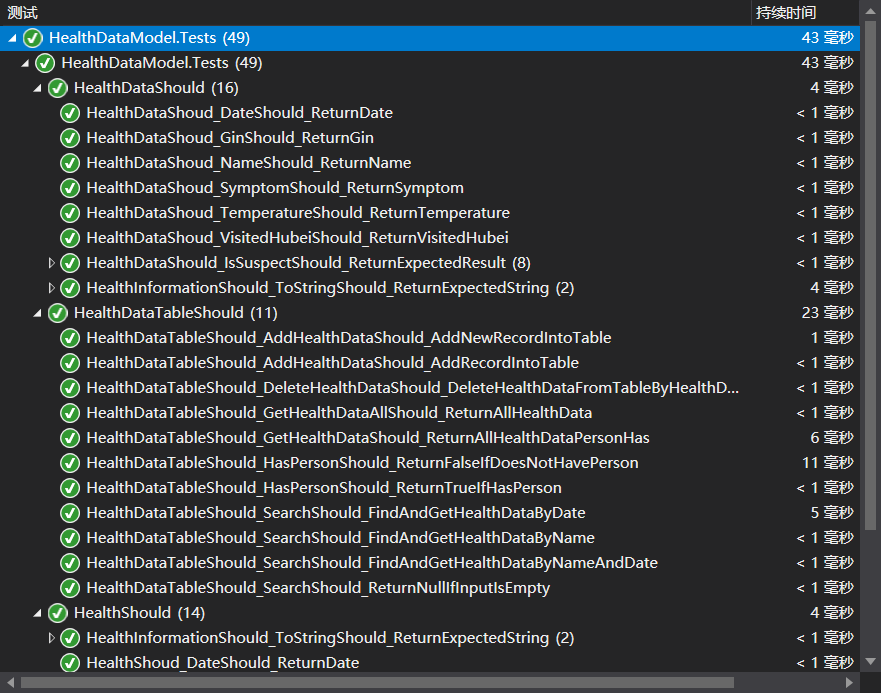 测试 持续时间
HealthDataModel.Tests (49) 43 毫秒
HealthDataModel.Tests (49) 43 毫秒
HealthDataShould (16) 4 毫秒
HealthDataShoud_DateShould_ReturnDate < 1 毫秒
HealthDataShoud_GinShould_ReturnGin < 1 毫秒
HealthDataShoud_NameShould_ReturnName < 1 毫秒
HealthDataShoud_SymptomShould_ReturnSymptom < 1 毫秒
HealthDataShoud_TemperatureShould_ReturnTemperature < 1 毫秒
HealthDataShoud_VisitedHubeiShould_ReturnVisitedHubei < 1 毫秒
HealthDataShould_IsSuspectShould_ReturnExpectedResult (8) < 1 毫秒
HealthInformationShould_ToStringShould_ReturnExpectedString (2) 4 毫秒
HealthDataTableShould (11) 23 毫秒
HealthDataTableShould_AddHealthDataShould_AddNewRecordIntoTable 1 毫秒
HealthDataTableShould_AddHealthDataShould_AddRecordIntoTable < 1 毫秒
HealthDataTableShould_DeleteHealthDataShould_DeleteHealthDataFromTableByHealthD... < 1 毫秒
HealthDataTableShould_GetHealthDataAllShould_ReturnAllHealthData < 1 毫秒
HealthDataTableShould_GetHealthDataShould_ReturnAllHealthDataPersonHas 6 毫秒
HealthDataTableShould_HasPersonShould_ReturnFalseIfDoesNotHavePerson 11 毫秒
HealthDataTableShould_HasPersonShould_ReturnTrueIfHasPerson < 1 毫秒
HealthDataTableShould_SearchShould_FindAndGetHealthDataByDate 5 毫秒
HealthDataTableShould_SearchShould_FindAndGetHealthDataByName < 1 毫秒
HealthDataTableShould_SearchShould_FindAndGetHealthDataByNameAndDate < 1 毫秒
HealthDataTableShould_SearchShould_ReturnNullIfInputIsEmpty < 1 毫秒
HealthShould (14) 4 毫秒
HealthInformationShould_ToStringShould_ReturnExpectedString (2) < 1 毫秒
HealthShoud_DateShould_ReturnDate < 1 毫秒